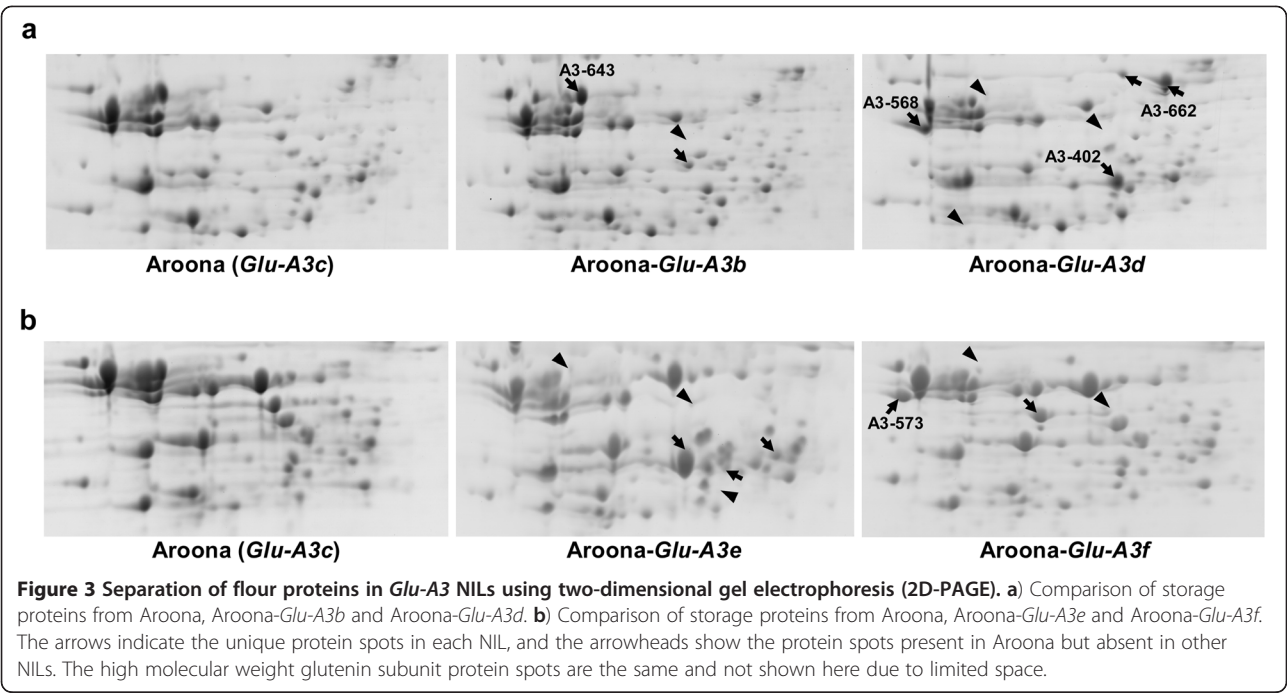 a
A3-643
A3-568
A3-662
A3-402
Aroona (Glu-A3c)
Aroona-Glu-A3b
Aroona-Glu-A3d
b
A3-573
Aroona (Glu-A3c)
Aroona-Glu-A3e
Aroona-Glu-A3f
Figure 3 Separation of flour proteins in Glu-A3 NILs using two-dimensional gel electrophoresis (2D-PAGE). a) Comparison of storage
proteins from Aroona, Aroona-Glu-A3b and Aroona-Glu-A3d. b) Comparison of storage proteins from Aroona, Aroona-Glu-A3e and Aroona-Glu-A3f.
The arrows indicate the unique protein spots in each NIL, and the arrowheads show the protein spots present in Aroona but absent in other
NILs. The high molecular weight glutenin subunit protein spots are the same and not shown here due to limited space.